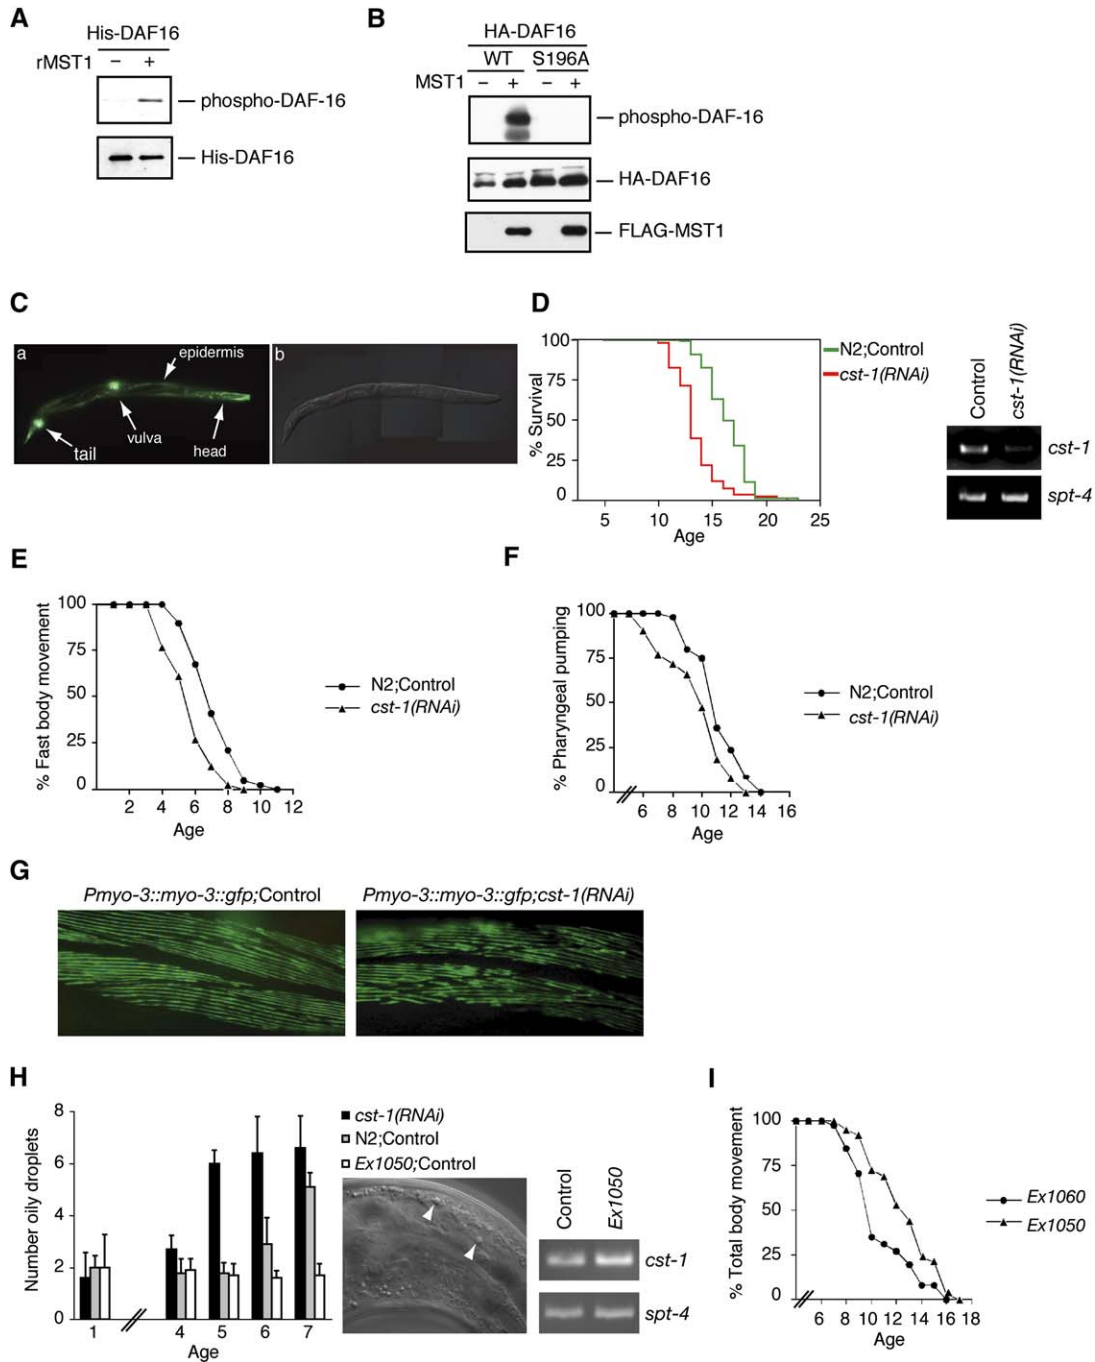 A
His-DAF16
rMST1 – +
phospho-DAF-16
His-DAF16
B
HA-DAF16
WT S196A
MST1 – + – +
phospho-DAF-16
HA-DAF16
FLAG-MST1
C
a
epidermis
tail
vulva
head
b
D
% Survival
100
75
50
25
0
5 10 15 20 25
Age
N2;Control
cst-1(RNAi)
Control
cst-1(RNAi)
cst-1
spt-4
E
% Fast body movement
100
75
50
25
0
2 4 6 8 10 12
Age
N2;Control
cst-1(RNAi)
F
% Pharyngeal pumping
100
75
50
25
0
6 8 10 12 14 16
Age
N2;Control
cst-1(RNAi)
G
Pmyo-3::myo-3::gfp;Control
Pmyo-3::myo-3::gfp;cst-1(RNAi)
H
Number oily droplets
8
6
4
2
0
1 4 5 6 7
Age
cst-1(RNAi)
N2;Control
Ex1050;Control
Control
Ex1050
cst-1
spt-4
I
% Total body movement
100
75
50
25
0
6 8 10 12 14 16 18
Age
Ex1060
Ex1050